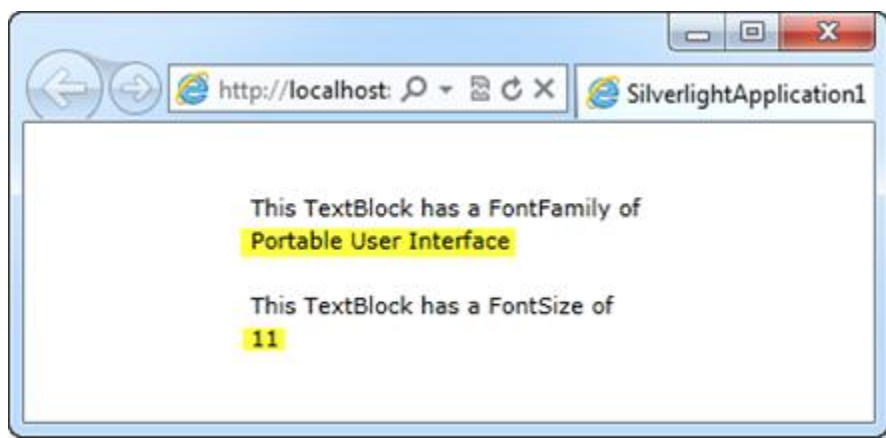 http://localhost:
SilverlightApplication1
This TextBlock has a FontFamily of
Portable User Interface
This TextBlock has a FontSize of
11